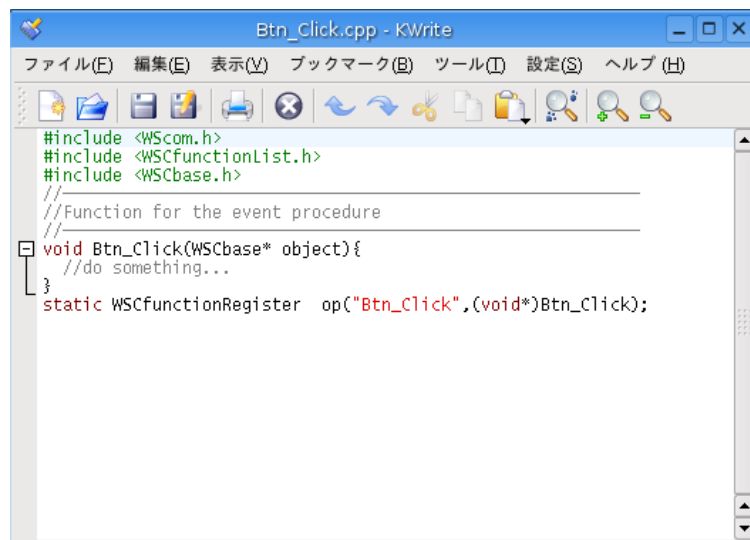 Btn_Click.cpp - KWrite
ファイル(F) 編集(E) 表示(V) ブックマーク(B) ツール(T) 設定(S) ヘルプ (H)
#include <WScom.h>
#include <WSCfunctionList.h>
#include <WSCbase.h>
//----------------------------------------------------------
//Function for the event procedure
//----------------------------------------------------------
void Btn_Click(WSCbase* object){
  //do something...
}
static WSCfunctionRegister  op("Btn_Click",(void*)Btn_Click);